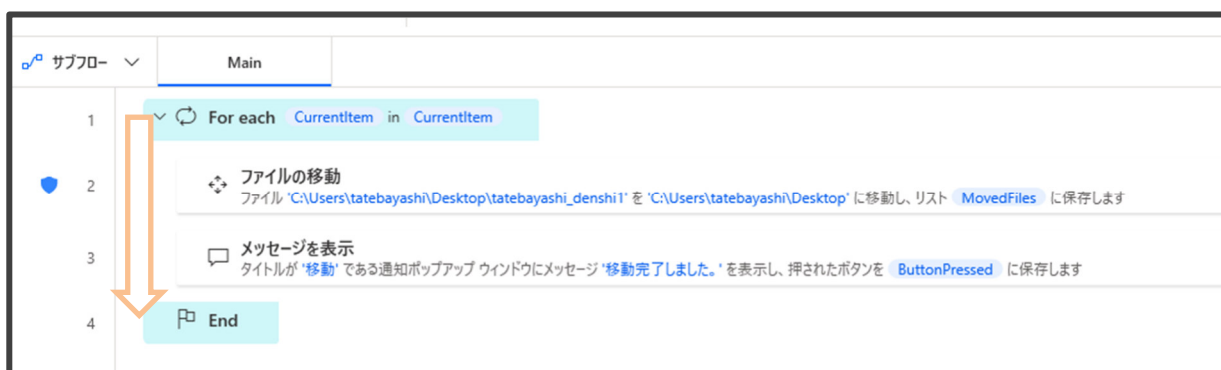 サブフロー Main
1 For each CurrentItem in CurrentItem
2 ファイルの移動
ファイル 'C:\Users\tatebayashi\Desktop\tatebayashi_denshi1' を 'C:\Users\tatebayashi\Desktop' に移動し、リスト MovedFiles に保存します
3 メッセージを表示
タイトルが '移動' である通知ポップアップ ウィンドウにメッセージ '移動完了しました。' を表示し、押されたボタンを ButtonPressed に保存します
4 End